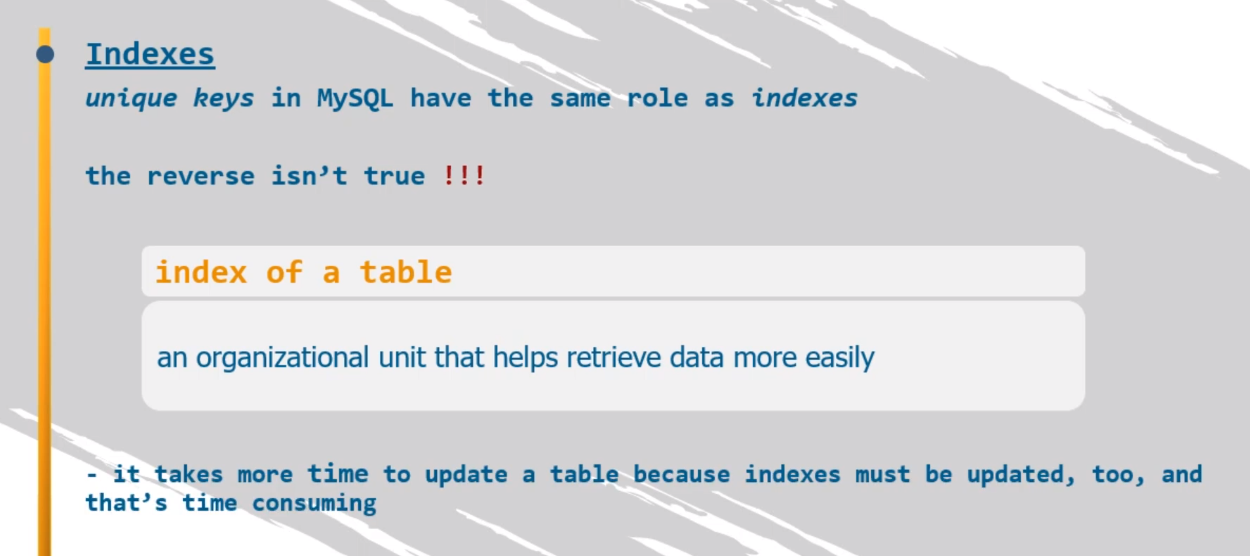 Indexes
unique keys in MySQL have the same role as indexes
the reverse isn’t true !!!
index of a table
an organizational unit that helps retrieve data more easily
- it takes more time to update a table because indexes must be updated, too, and
that’s time consuming